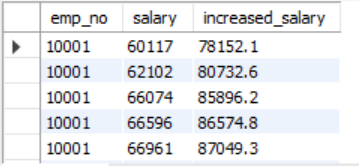 emp_no salary increased_salary
10001 60117 78152.1
10001 62102 80732.6
10001 66074 85896.2
10001 66596 86574.8
10001 66961 87049.3